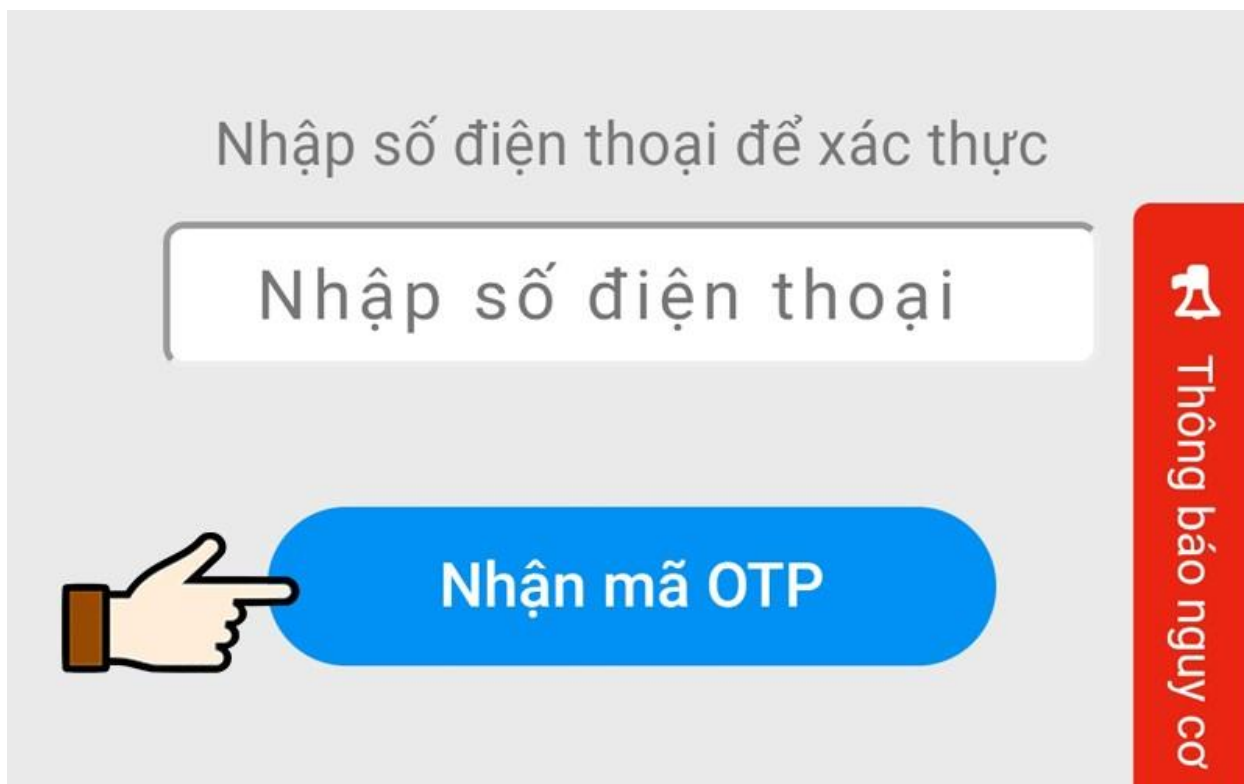 Nhập số điện thoại để xác thực
Nhập số điện thoại
Nhận mã OTP
Thông báo nguy cơ